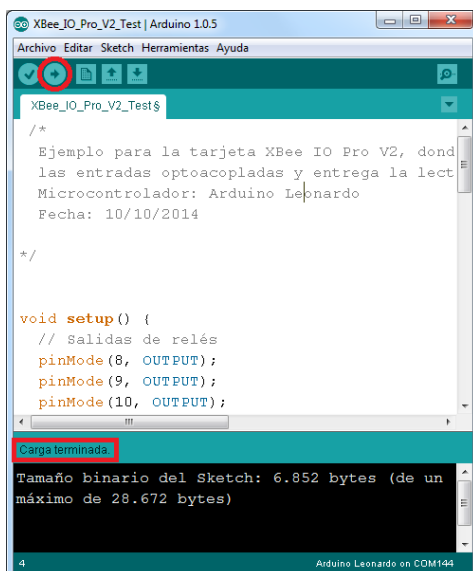 XBee_IO_Pro_V2_Test | Arduino 1.0.5
Archivo Editar Sketch Herramientas Ayuda
XBee_IO_Pro_V2_Test §
/*
Ejemplo para la tarjeta XBee IO Pro V2, dond
las entradas optoacopladas y entrega la lect
Microcontrolador: Arduino Leonardo
Fecha: 10/10/2014
*/
void setup() {
// Salidas de relés
pinMode(8, OUTPUT);
pinMode(9, OUTPUT);
pinMode(10, OUTPUT);
Carga terminada.
Tamaño binario del Sketch: 6.852 bytes (de un
máximo de 28.672 bytes)
4 Arduino Leonardo on COM144